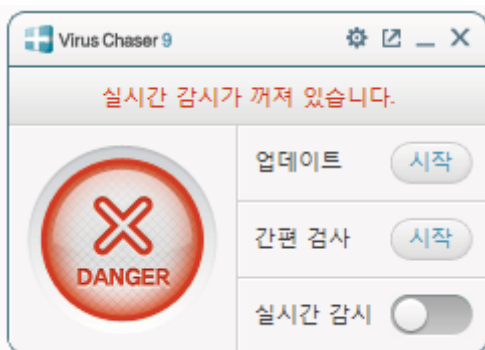 Virus Chaser 9
실시간 감시가 꺼져 있습니다.
DANGER
업데이트 시작
간편 검사 시작
실시간 감시